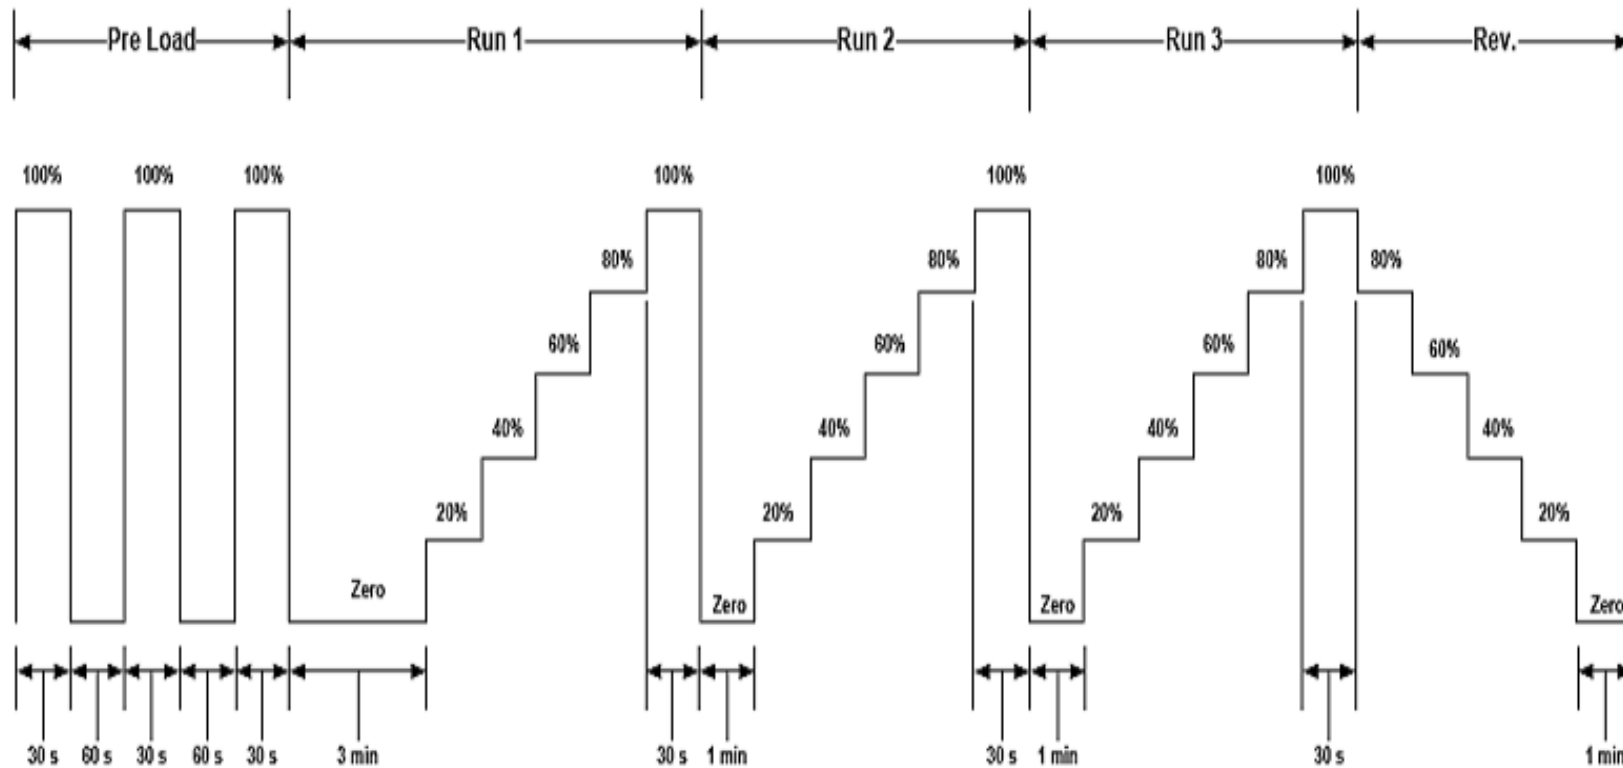 Pre Load Run 1 Run 2 Run 3 Rev.
100% 100% 100% 100% 100% 100%
80% 80% 80% 80%
60% 60% 60% 60%
40% 40% 40% 40%
20% 20% 20% 20%
Zero Zero Zero Zero
30 s 60 s 30 s 60 s 30 s 3 min 30 s 1 min 30 s 1 min 30 s 1 min